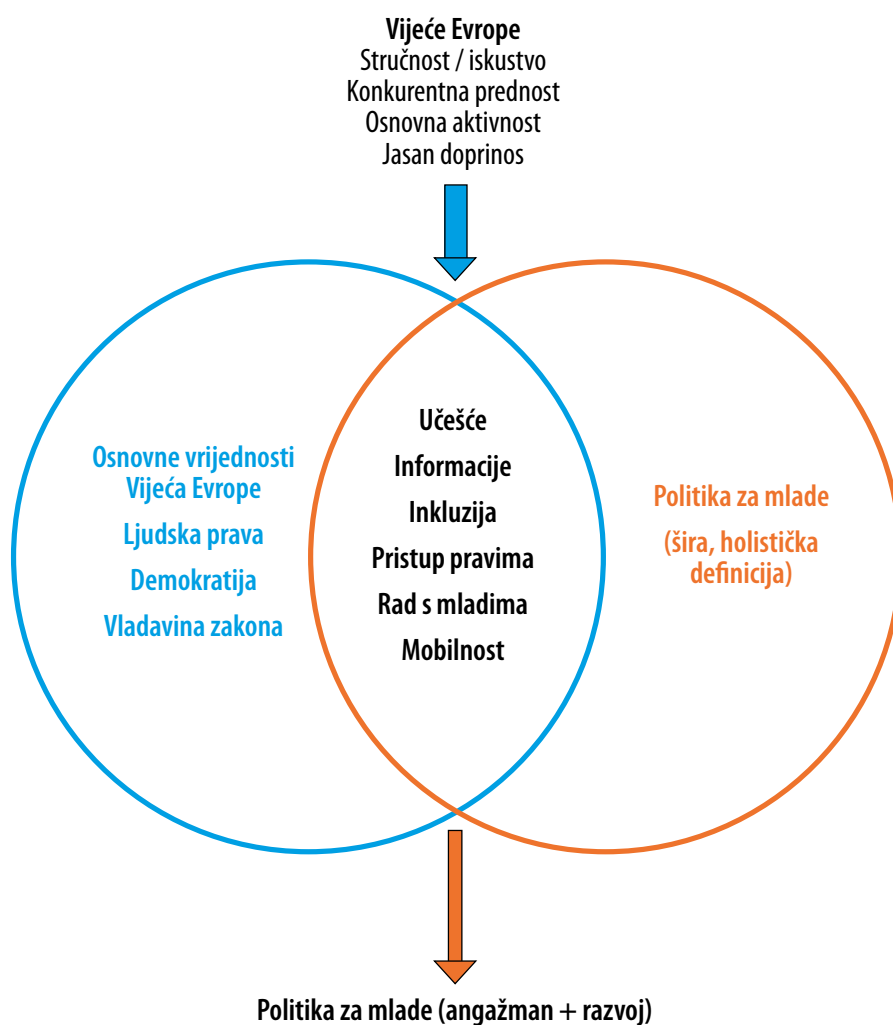 Vijeće Evrope
Stručnost / iskustvo
Konkurentna prednost
Osnovna aktivnost
Jasan doprinos
Osnovne vrijednosti
Vijeća Evrope
Ljudska prava
Demokratija
Vladavina zakona
Učešće
Informacije
Inkluzija
Pristup pravima
Rad s mladima
Mobilnost
Politika za mlade
(šira, holistička
definicija)
Politika za mlade (angažman + razvoj)